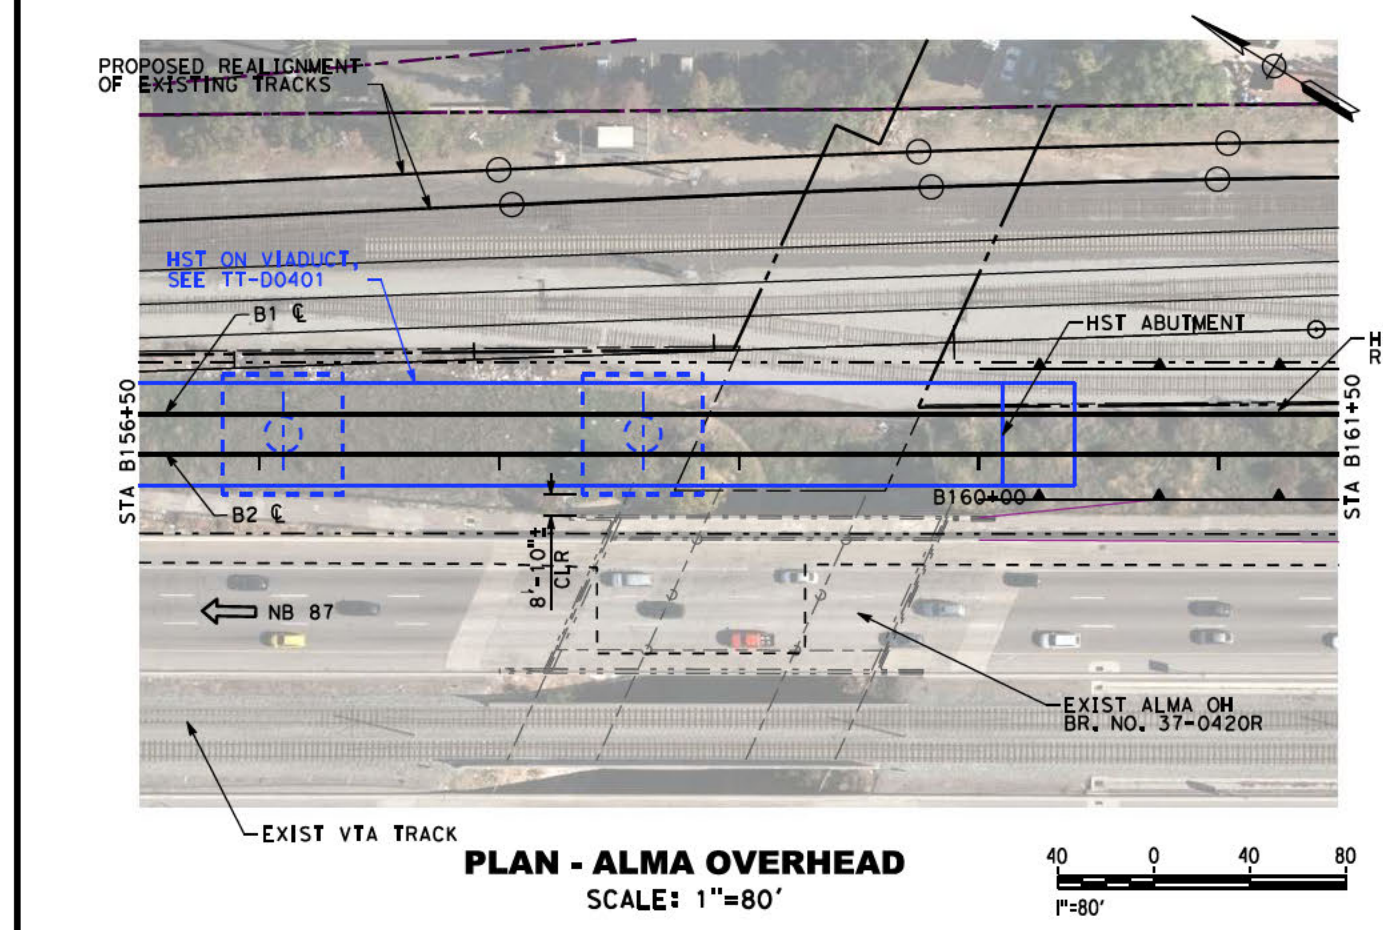 PROPOSED REALIGNMENT
OF EXISTING TRACKS
HST ON VIADUCT,
SEE TT-D0401
B1 ℄
HST ABUTMENT
H
R
STA B156+50
STA B161+50
B160+00
B2 ℄
8'-10"±
CLR
NB 87
EXIST ALMA OH
BR. NO. 37-0420R
EXIST VTA TRACK
PLAN - ALMA OVERHEAD
SCALE: 1"=80'
40 0 40 80
1"=80'